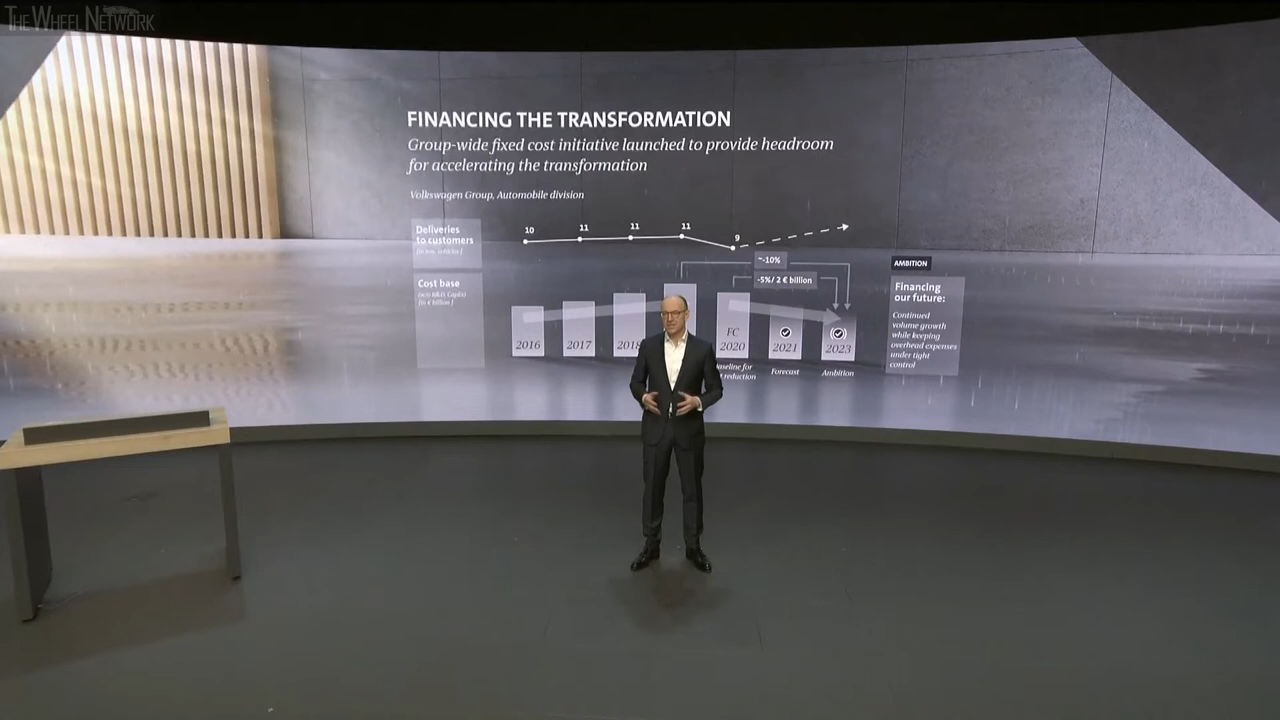 THE WHEEL NETWORK
FINANCING THE TRANSFORMATION
Group-wide fixed cost initiative launched to provide headroom
for accelerating the transformation
Volkswagen Group, Automobile division
Deliveries
to customers
10
11
11
11
9
~-10%
-5%/ 2 € billion
Cost base
2016
2017
2018
FC
2020
2021
2023
baseline for
reduction
Forecast
Ambition
AMBITION
Financing
our future:
Continued
volume growth
while keeping
overhead expenses
under tight
control